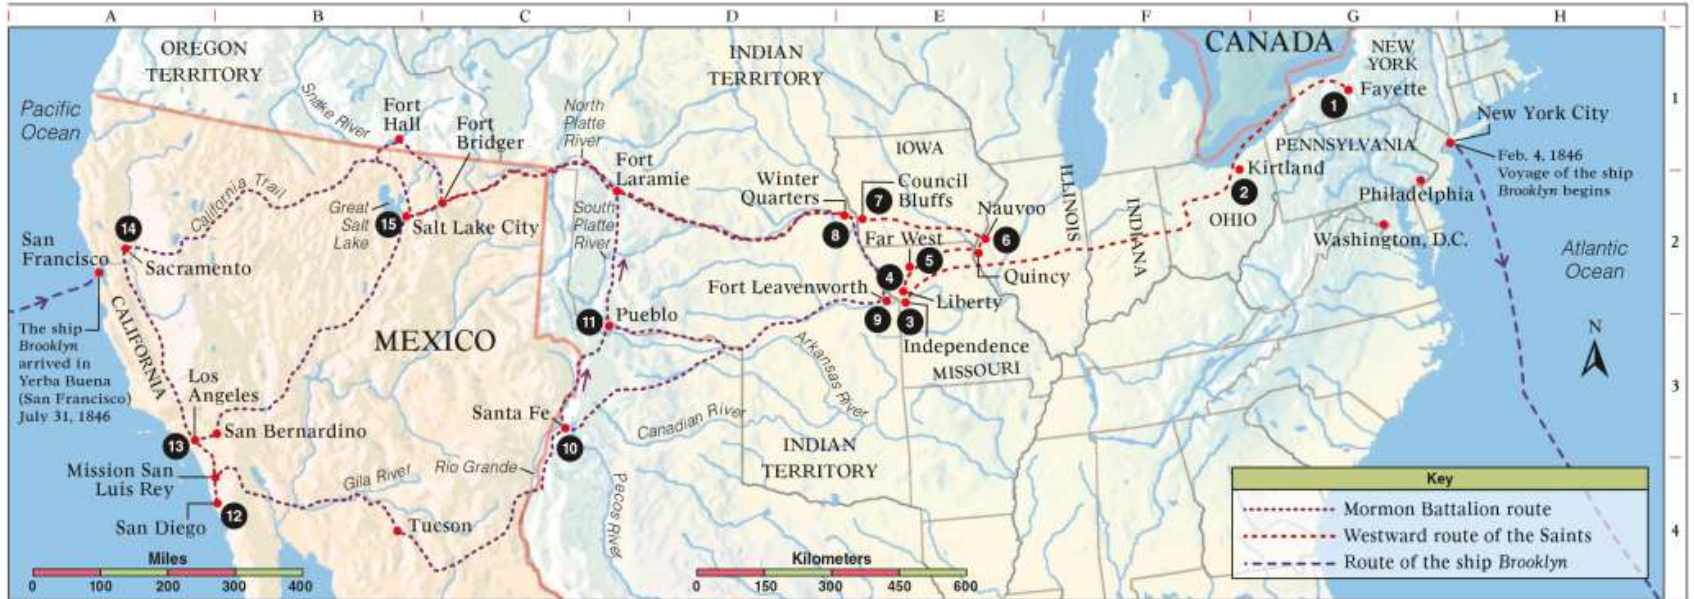 A B C D E F G H
OREGON
TERRITORY
INDIAN
TERRITORY
CANADA
NEW
YORK
Pacific
Ocean
Snake River
Fort
Hall
Fort
Bridger
North
Platte
River
1
Fayette
1
New York City
IOWA
PENNSYLVANIA
Feb. 4, 1846
Voyage of the ship
Brooklyn begins
Fort
Laramie
Winter
Quarters
7
Council
Bluffs
ILLINOIS
Kirtland
2
OHIO
Philadelphia
California Trail
Great
Salt
Lake
15
Salt Lake City
South
Platte
River
Nauvoo
6
INDIANA
Washington, D.C.
14
San
Francisco
Sacramento
8
Far West
5
Quincy
Atlantic
Ocean
2
CALIFORNIA
4
Fort Leavenworth
Liberty
9
3
Independence
MISSOURI
The ship
Brooklyn
arrived in
Yerba Buena
(San Francisco)
July 31, 1846
MEXICO
11
Pueblo
Arkansas River
N
Los
Angeles
3
13
San Bernardino
Santa Fe
10
Canadian River
INDIAN
TERRITORY
Mission San
Luis Rey
Gila River
Rio Grande
Pecos River
San Diego
12
Tucson
4
Key
Mormon Battalion route
Westward route of the Saints
Route of the ship Brooklyn
Miles
0 100 200 300 400
Kilometers
0 150 300 450 600